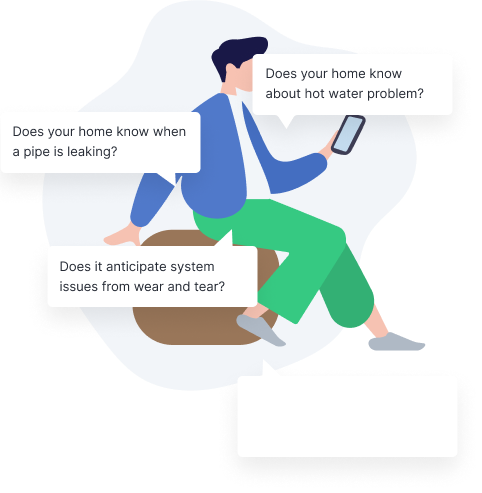 Does your home know
about hot water problem?
Does your home know when
a pipe is leaking?
Does it anticipate system
issues from wear and tear?